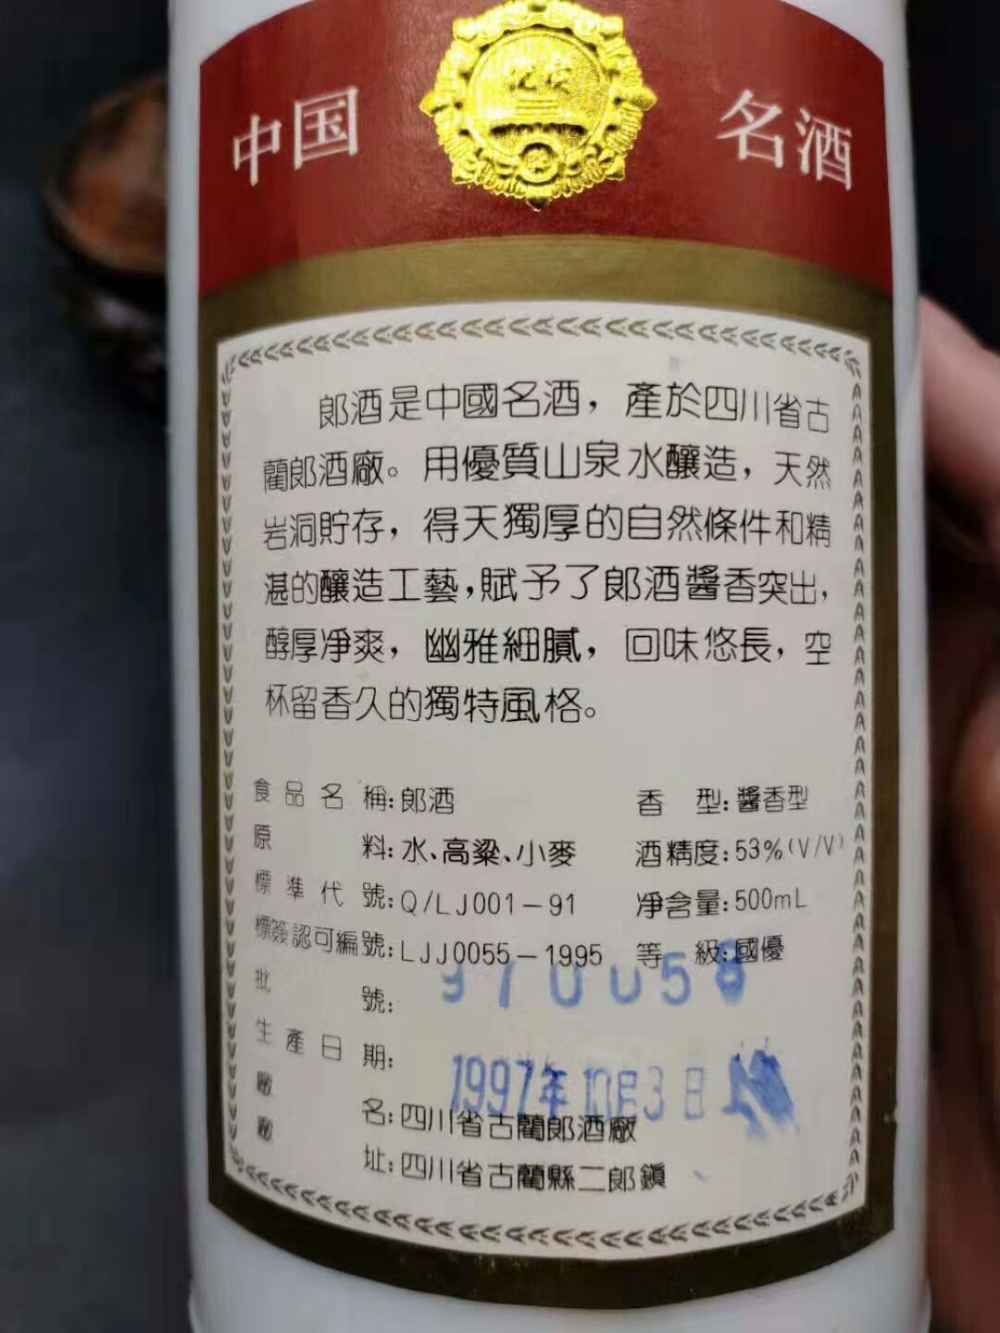 中国 名酒
郎酒是中國名酒，產於四川省古
藺郎酒廠。用優質山泉水釀造，天然
岩洞貯存，得天獨厚的自然條件和精
湛的釀造工藝，賦予了郎酒醬香突出，
醇厚凈爽，幽雅細膩，回味悠長，空
杯留香久的獨特風格。
食品名稱：郎酒 香型：醬香型
原料：水、高粱、小麥 酒精度：53%(V/V)
標準代號：Q/LJ001－91 净含量：500mL
標簽認可編號：LJJ0055－1995 等級：國優
批號：
生產日期： 1997年 月3日
廠名：四川省古藺郎酒廠
廠址：四川省古藺縣二郎鎮